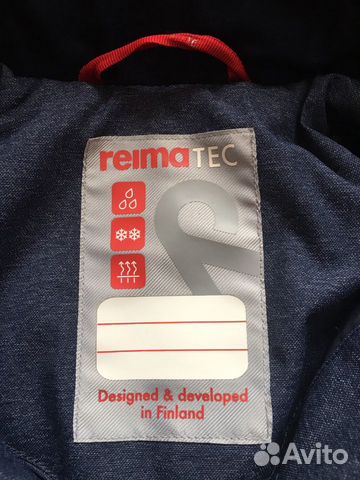 reimaTEC
Designed & developed
in Finland
Avito